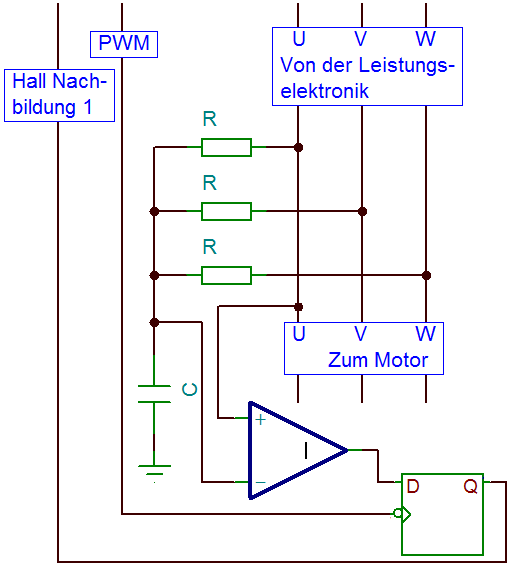 PWM
Hall Nach-
bildung 1
U V W
Von der Leistungs-
elektronik
R
R
R
U V W
Zum Motor
C
+
−
D Q